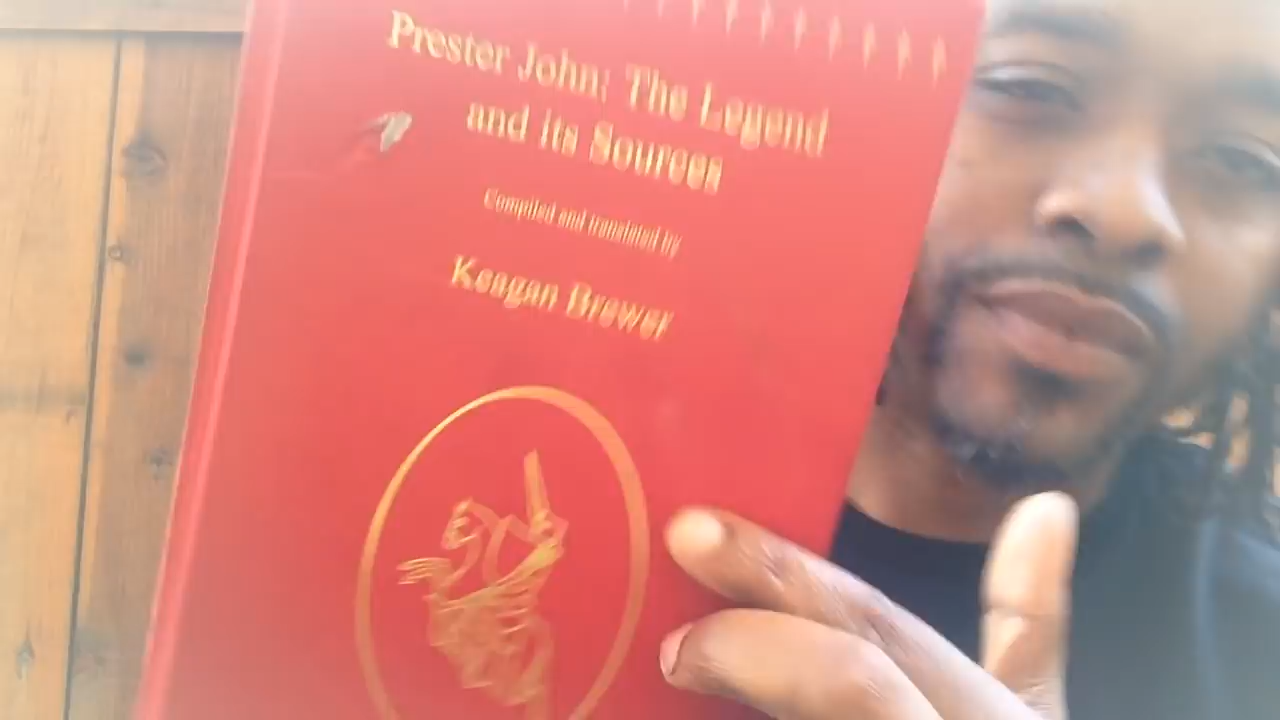 Prester John: The Legend
and its Sources
Compiled and translated by
Keagan Brewer